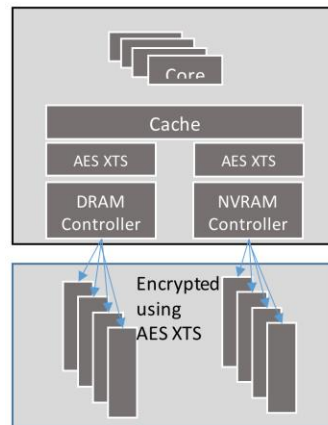 Core
Cache
AES XTS
AES XTS
DRAM
Controller
NVRAM
Controller
Encrypted
using
AES XTS